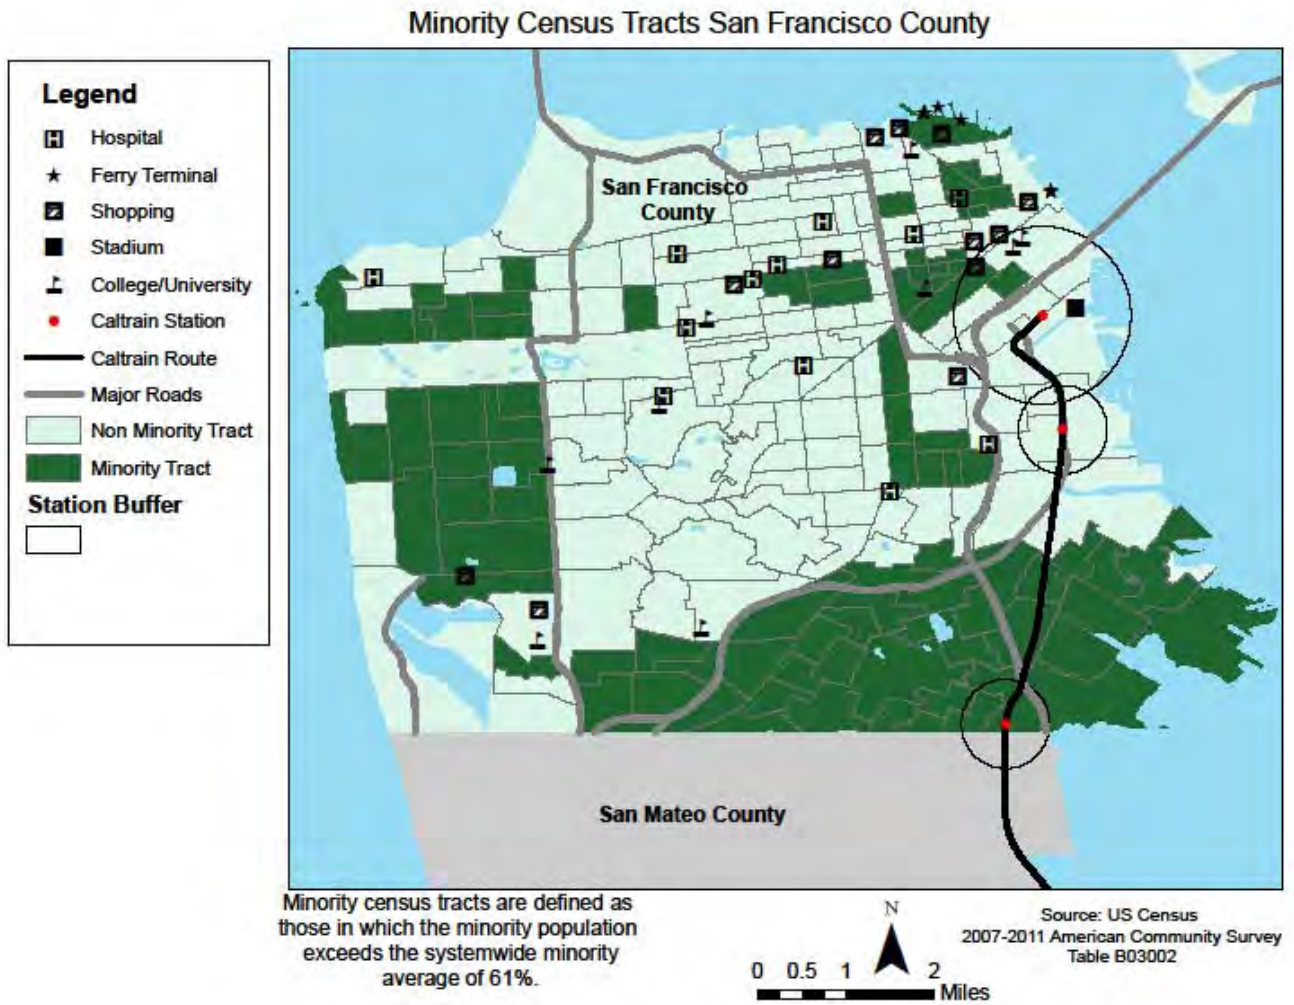 Minority Census Tracts San Francisco County
Legend
Hospital
Ferry Terminal
Shopping
Stadium
College/University
Caltrain Station
Caltrain Route
Major Roads
Non Minority Tract
Minority Tract
Station Buffer
San Francisco
County
San Mateo County
Minority census tracts are defined as
those in which the minority population
exceeds the systemwide minority
average of 61%.
N
0 0.5 1 2
Miles
Source: US Census
2007-2011 American Community Survey
Table B03002